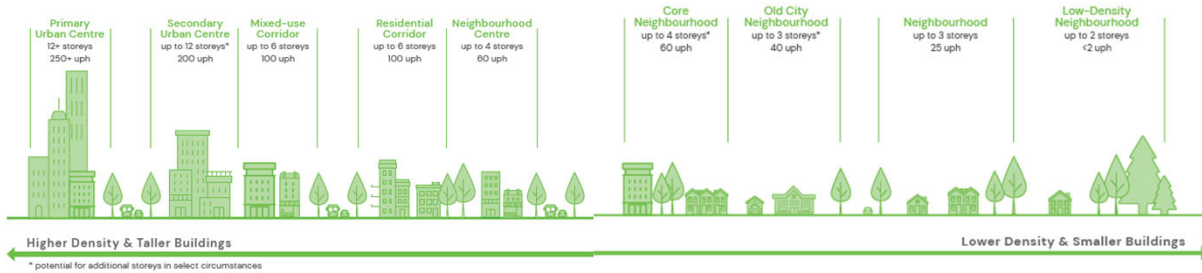 Primary
Urban Centre
12+ storeys
250+ uph
Secondary
Urban Centre
up to 12 storeys*
200 uph
Mixed-use
Corridor
up to 6 storeys
100 uph
Residential
Corridor
up to 6 storeys
100 uph
Neighbourhood
Centre
up to 4 storeys
60 uph
Core
Neighbourhood
up to 4 storeys*
60 uph
Old City
Neighbourhood
up to 3 storeys*
40 uph
Neighbourhood
up to 3 storeys
25 uph
Low-Density
Neighbourhood
up to 2 storeys
<2 uph
Higher Density & Taller Buildings
Lower Density & Smaller Buildings
* potential for additional storeys in select circumstances